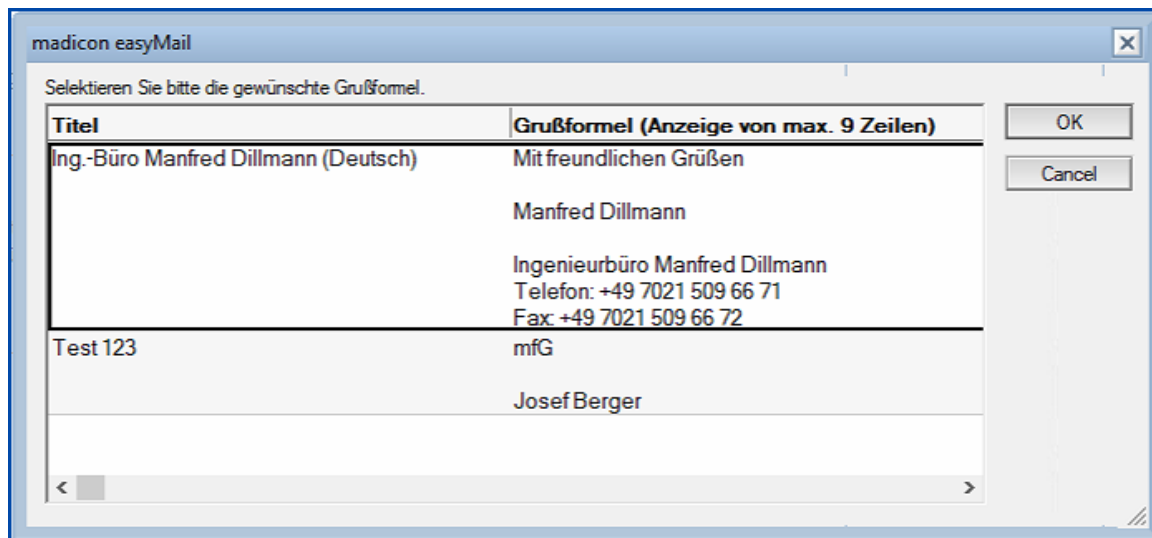 madicon easyMail
Selektieren Sie bitte die gewünschte Grußformel.
Titel Grußformel (Anzeige von max. 9 Zeilen)
OK
Cancel
Ing.-Büro Manfred Dillmann (Deutsch) Mit freundlichen Grüßen
Manfred Dillmann
Ingenieurbüro Manfred Dillmann
Telefon: +49 7021 509 66 71
Fax: +49 7021 509 66 72
Test 123 mfG
Josef Berger